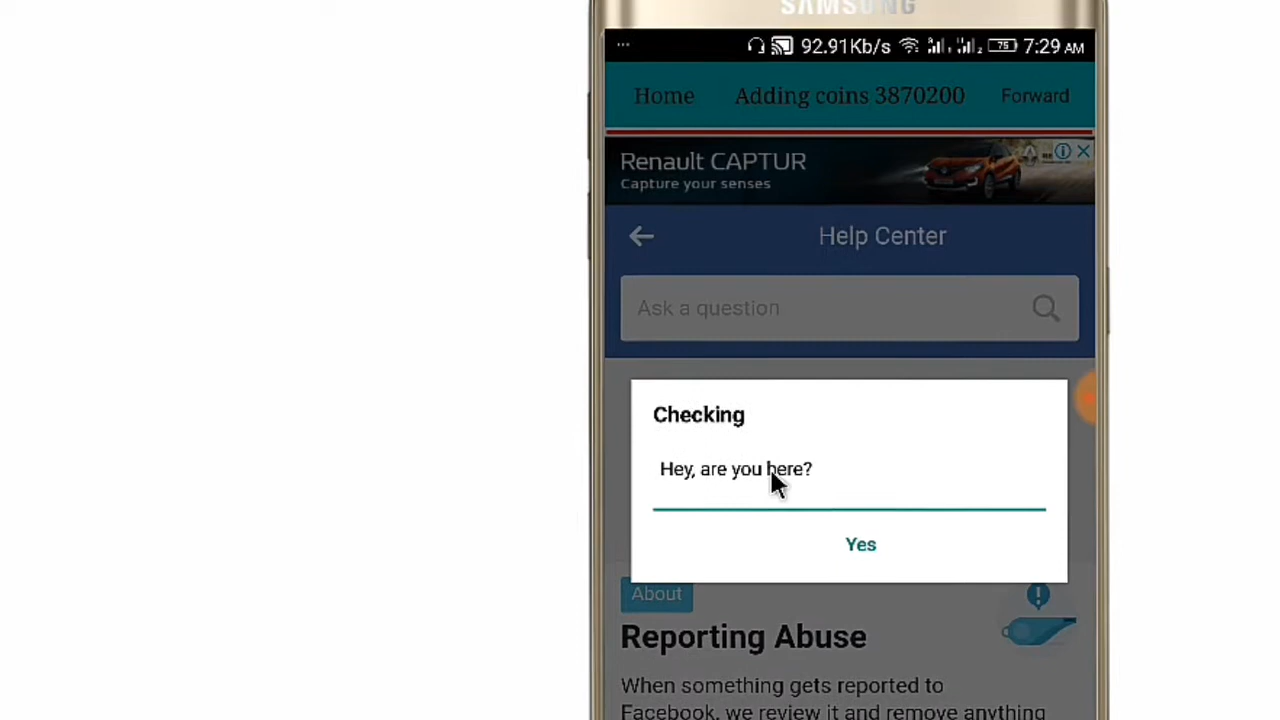 SAMSUNG
... 92.91Kb/s 75 7:29 AM
Home Adding coins 3870200 Forward
Renault CAPTUR
Capture your senses
Help Center
Ask a question
Checking
Hey, are you here?
Yes
About
Reporting Abuse
When something gets reported to
Facebook, we review it and remove anything